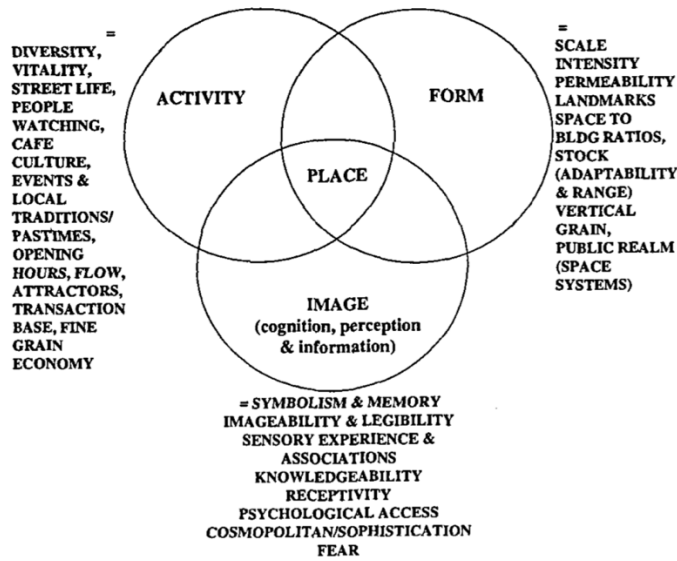 =
DIVERSITY,
VITALITY,
STREET LIFE,
PEOPLE
WATCHING,
CAFE
CULTURE,
EVENTS &
LOCAL
TRADITIONS/
PASTIMES,
OPENING
HOURS, FLOW,
ATTRACTORS,
TRANSACTION
BASE, FINE
GRAIN
ECONOMY
ACTIVITY
FORM
PLACE
IMAGE
(cognition, perception
& information)
=
SCALE
INTENSITY
PERMEABILITY
LANDMARKS
SPACE TO
BLDG RATIOS,
STOCK
(ADAPTABILITY
& RANGE)
VERTICAL
GRAIN,
PUBLIC REALM
(SPACE
SYSTEMS)
= SYMBOLISM & MEMORY
IMAGEABILITY & LEGIBILITY
SENSORY EXPERIENCE &
ASSOCIATIONS
KNOWLEDGEABILITY
RECEPTIVITY
PSYCHOLOGICAL ACCESS
COSMOPOLITAN/SOPHISTICATION
FEAR